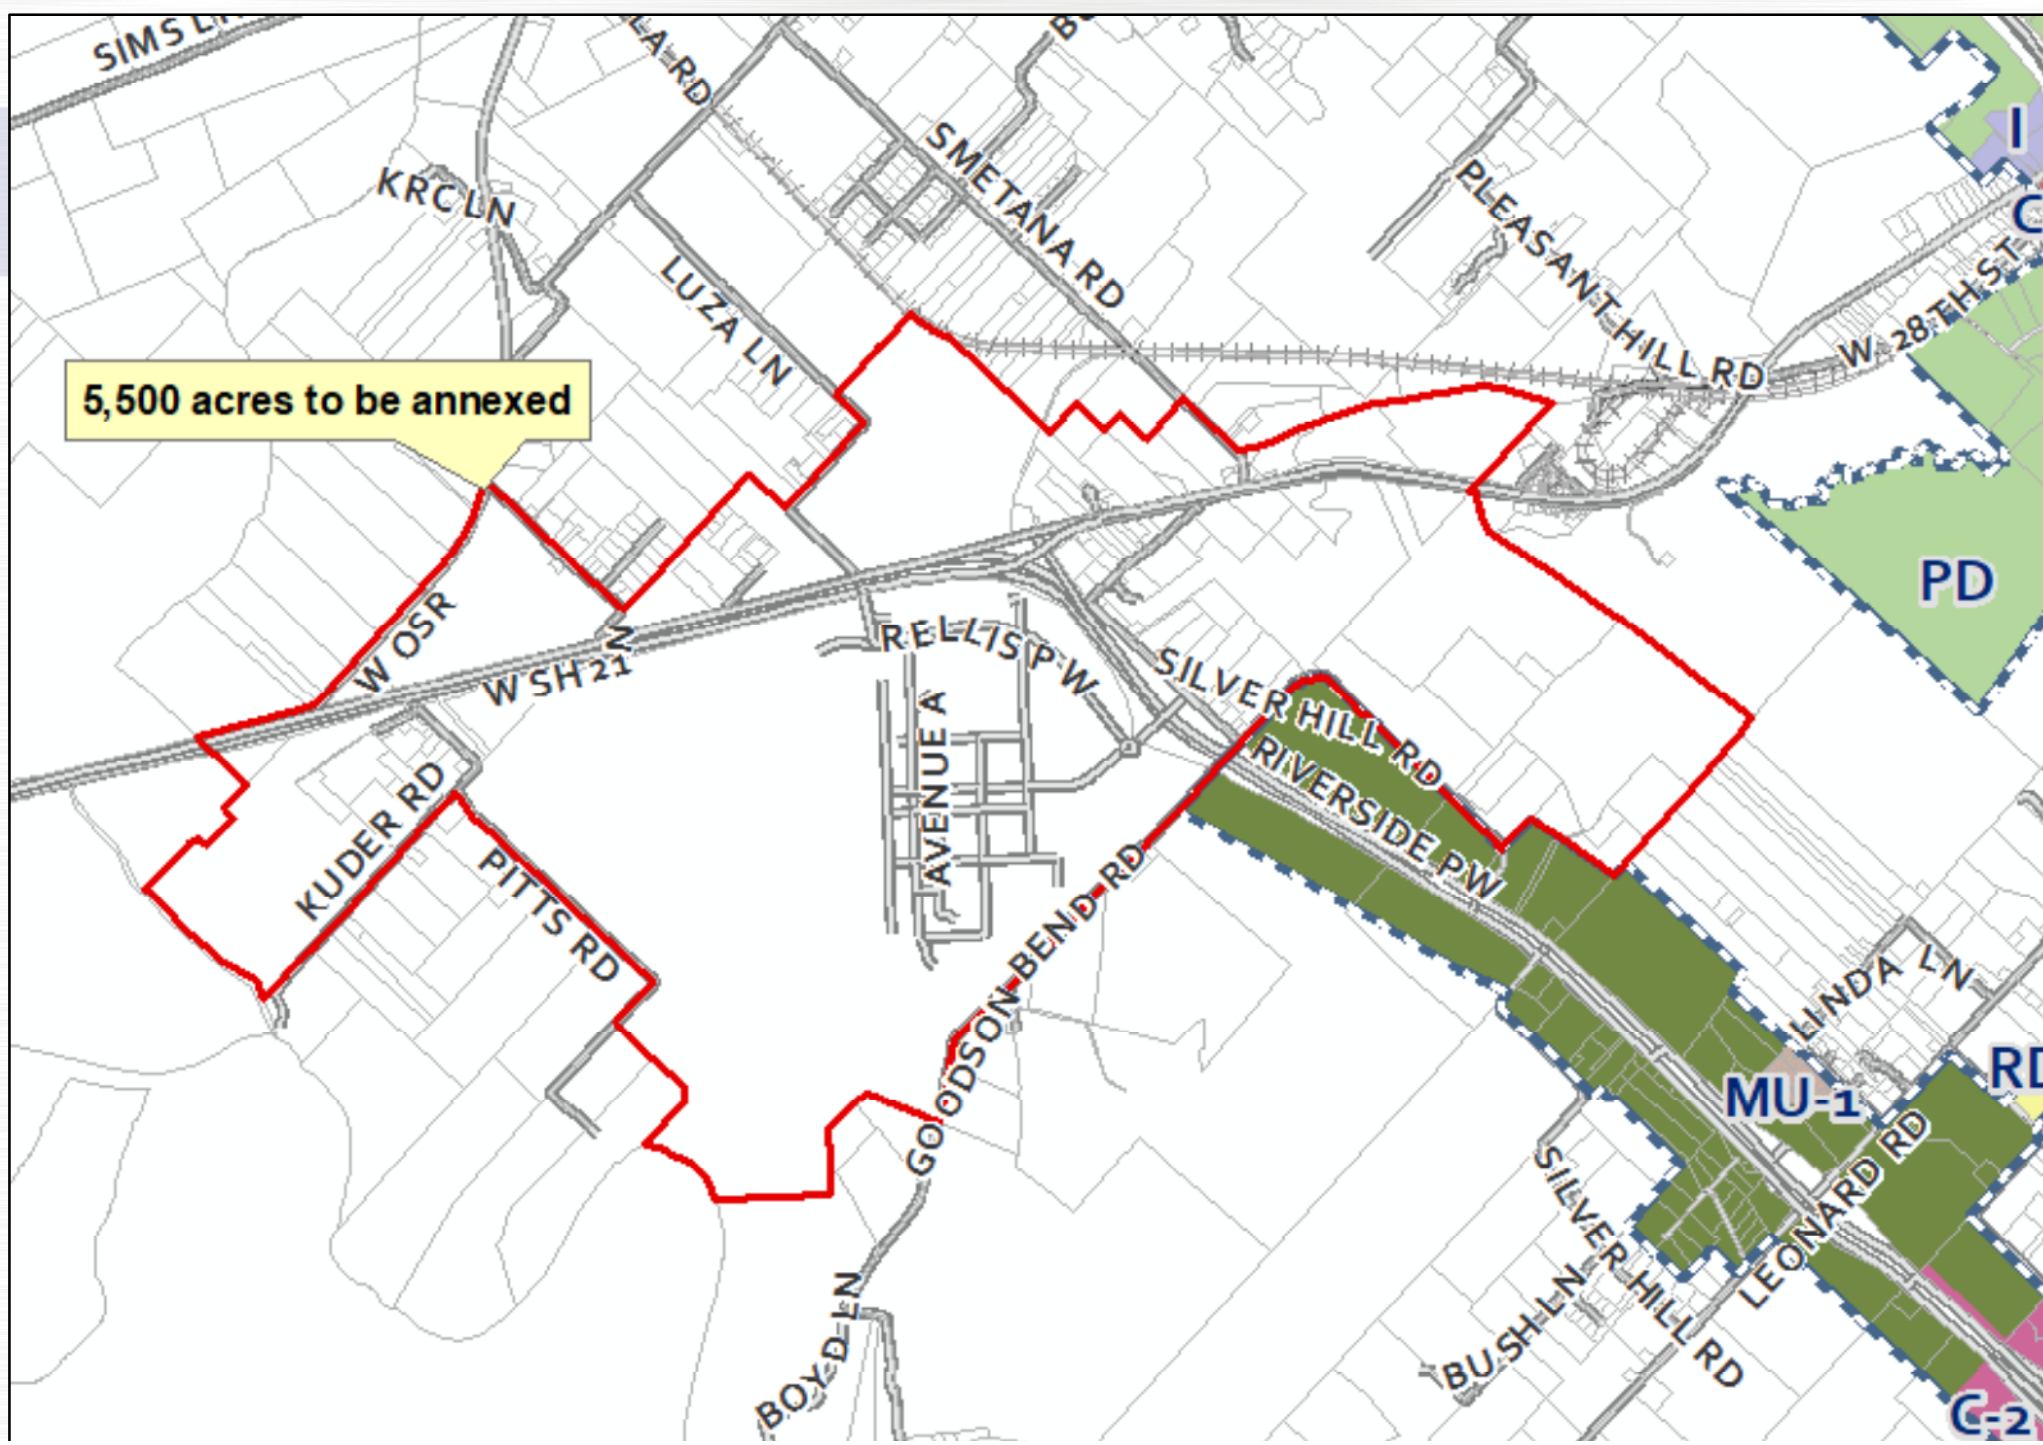 SIMS
LA RD
I
KRC LN
SMETANA RD
PLEASANT HILL RD
C
LUZA LN
W 28TH ST
5,500 acres to be annexed
PD
W OSR
N
W SH 21
RELLIS PW
SILVER HILL RD
AVENUE A
RIVERSIDE PW
KUDER RD
PITTS RD
GOODSON BEND RD
LINDA LN
RD
MU-1
LEONARD RD
SILVER HILL RD
BUSH LN
BOYD LN
C-2